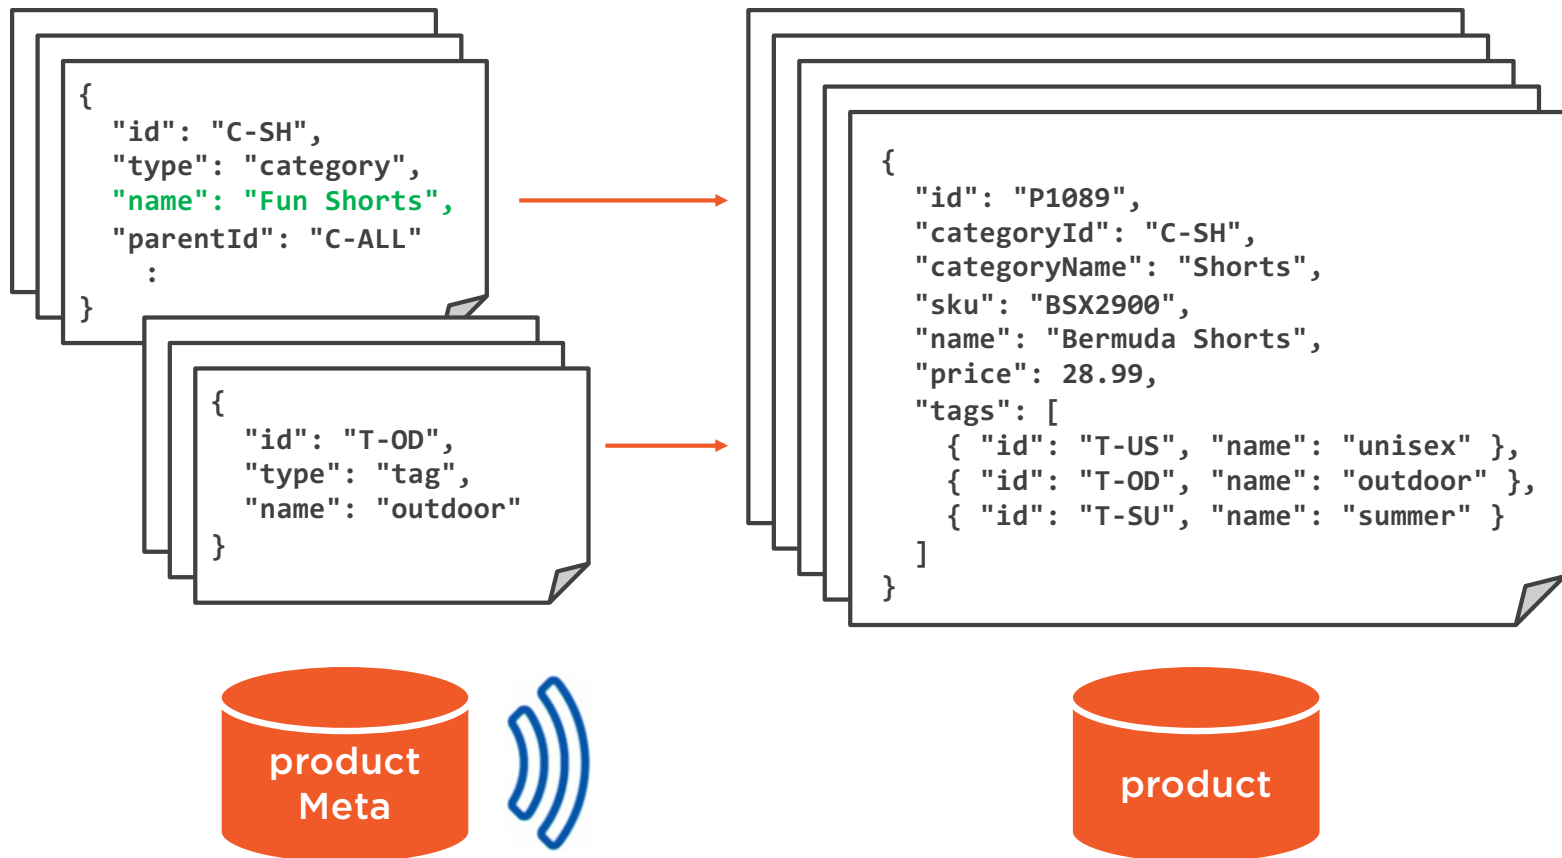 {
"id": "C-SH",
"type": "category",
"name": "Fun Shorts",
"parentId": "C-ALL"
:
}
{
"id": "T-OD",
"type": "tag",
"name": "outdoor"
}
{
"id": "P1089",
"categoryId": "C-SH",
"categoryName": "Shorts",
"sku": "BSX2900",
"name": "Bermuda Shorts",
"price": 28.99,
"tags": [
{ "id": "T-US", "name": "unisex" },
{ "id": "T-OD", "name": "outdoor" },
{ "id": "T-SU", "name": "summer" }
]
}
product
Meta
product